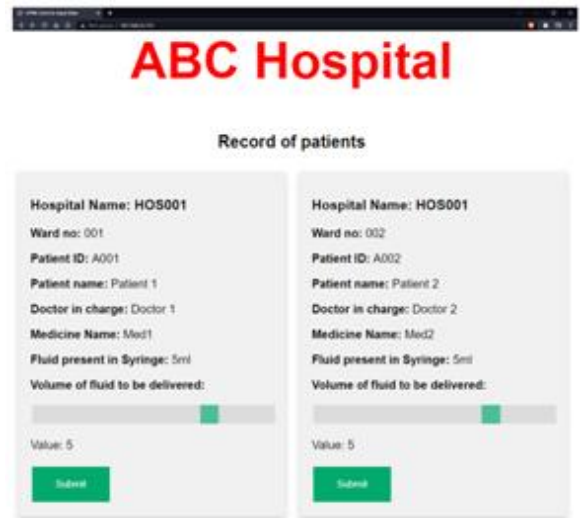 ABC Hospital
Record of patients
Hospital Name: HOS001
Ward no: 001
Patient ID: A001
Patient name: Patient 1
Doctor in charge: Doctor 1
Medicine Name: Med1
Fluid present in Syringe: 5ml
Volume of fluid to be delivered:
Value: 5
Submit
Hospital Name: HOS001
Ward no: 002
Patient ID: A002
Patient name: Patient 2
Doctor in charge: Doctor 2
Medicine Name: Med2
Fluid present in Syringe: 5ml
Volume of fluid to be delivered:
Value: 5
Submit